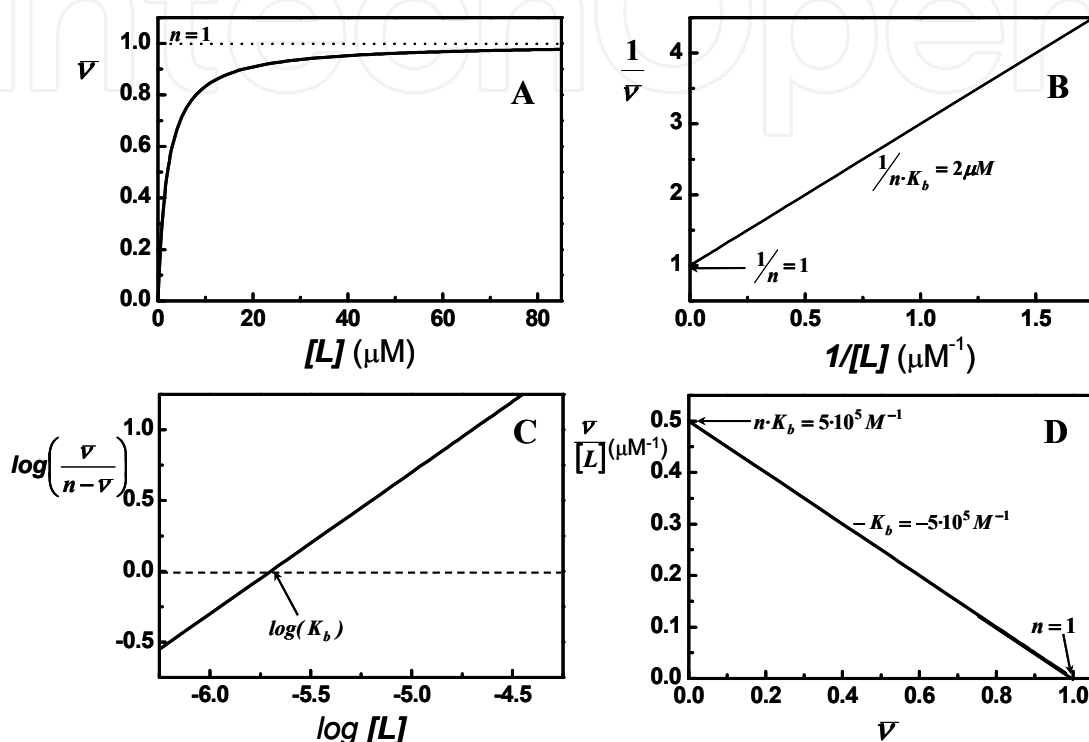 IntechOpen
n = 1
1.0
0.8
0.6
0.4
0.2
0.0
ν̅
A
0 20 40 60 80
[L] (μM)
4
3
2
1
1/ν̅
B
1/n·K_b = 2μM
1/n = 1
0.0 0.5 1.0 1.5
1/[L] (μM⁻¹)
1.0
0.5
0.0
-0.5
log(ν̅/n−ν̅)
C
log(K_b)
-6.0 -5.5 -5.0 -4.5
log [L]
0.5
0.4
0.3
0.2
0.1
0.0
ν̅/[L] (μM⁻¹)
D
n·K_b = 5·10⁵ M⁻¹
−K_b = −5·10⁵ M⁻¹
n = 1
0.0 0.2 0.4 0.6 0.8 1.0
ν̅